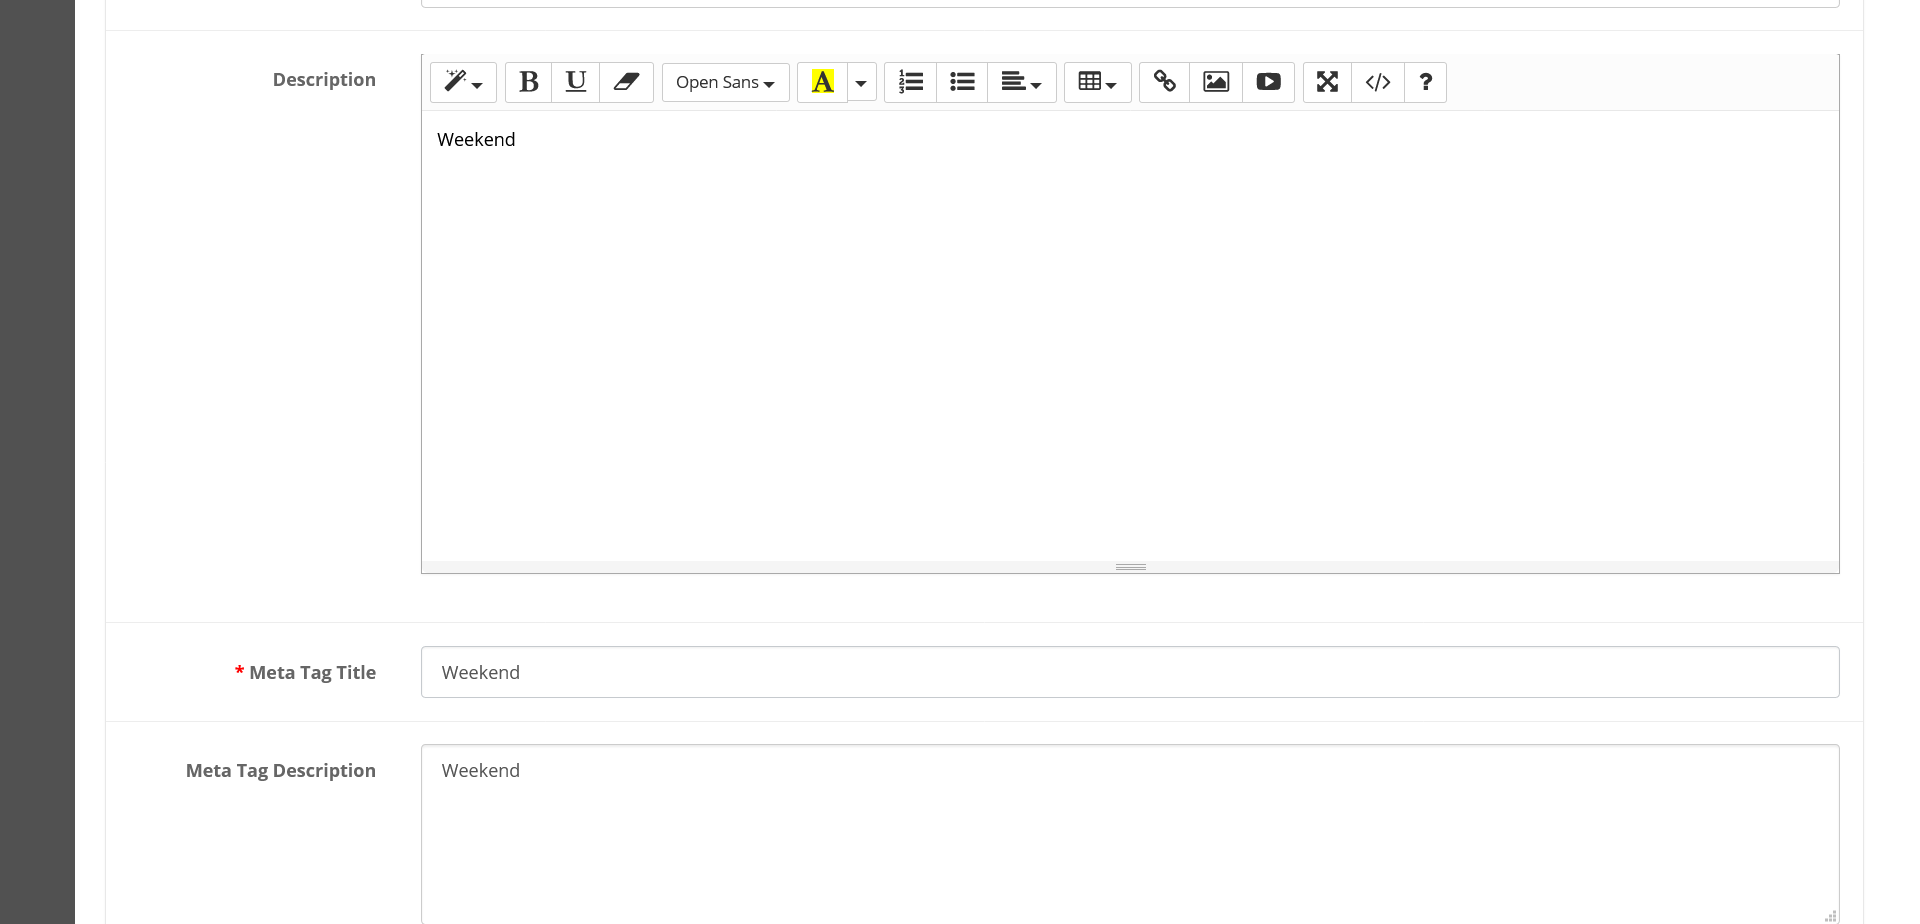 Description
B U Open Sans A </> ?
Weekend
* Meta Tag Title
Weekend
Meta Tag Description
Weekend